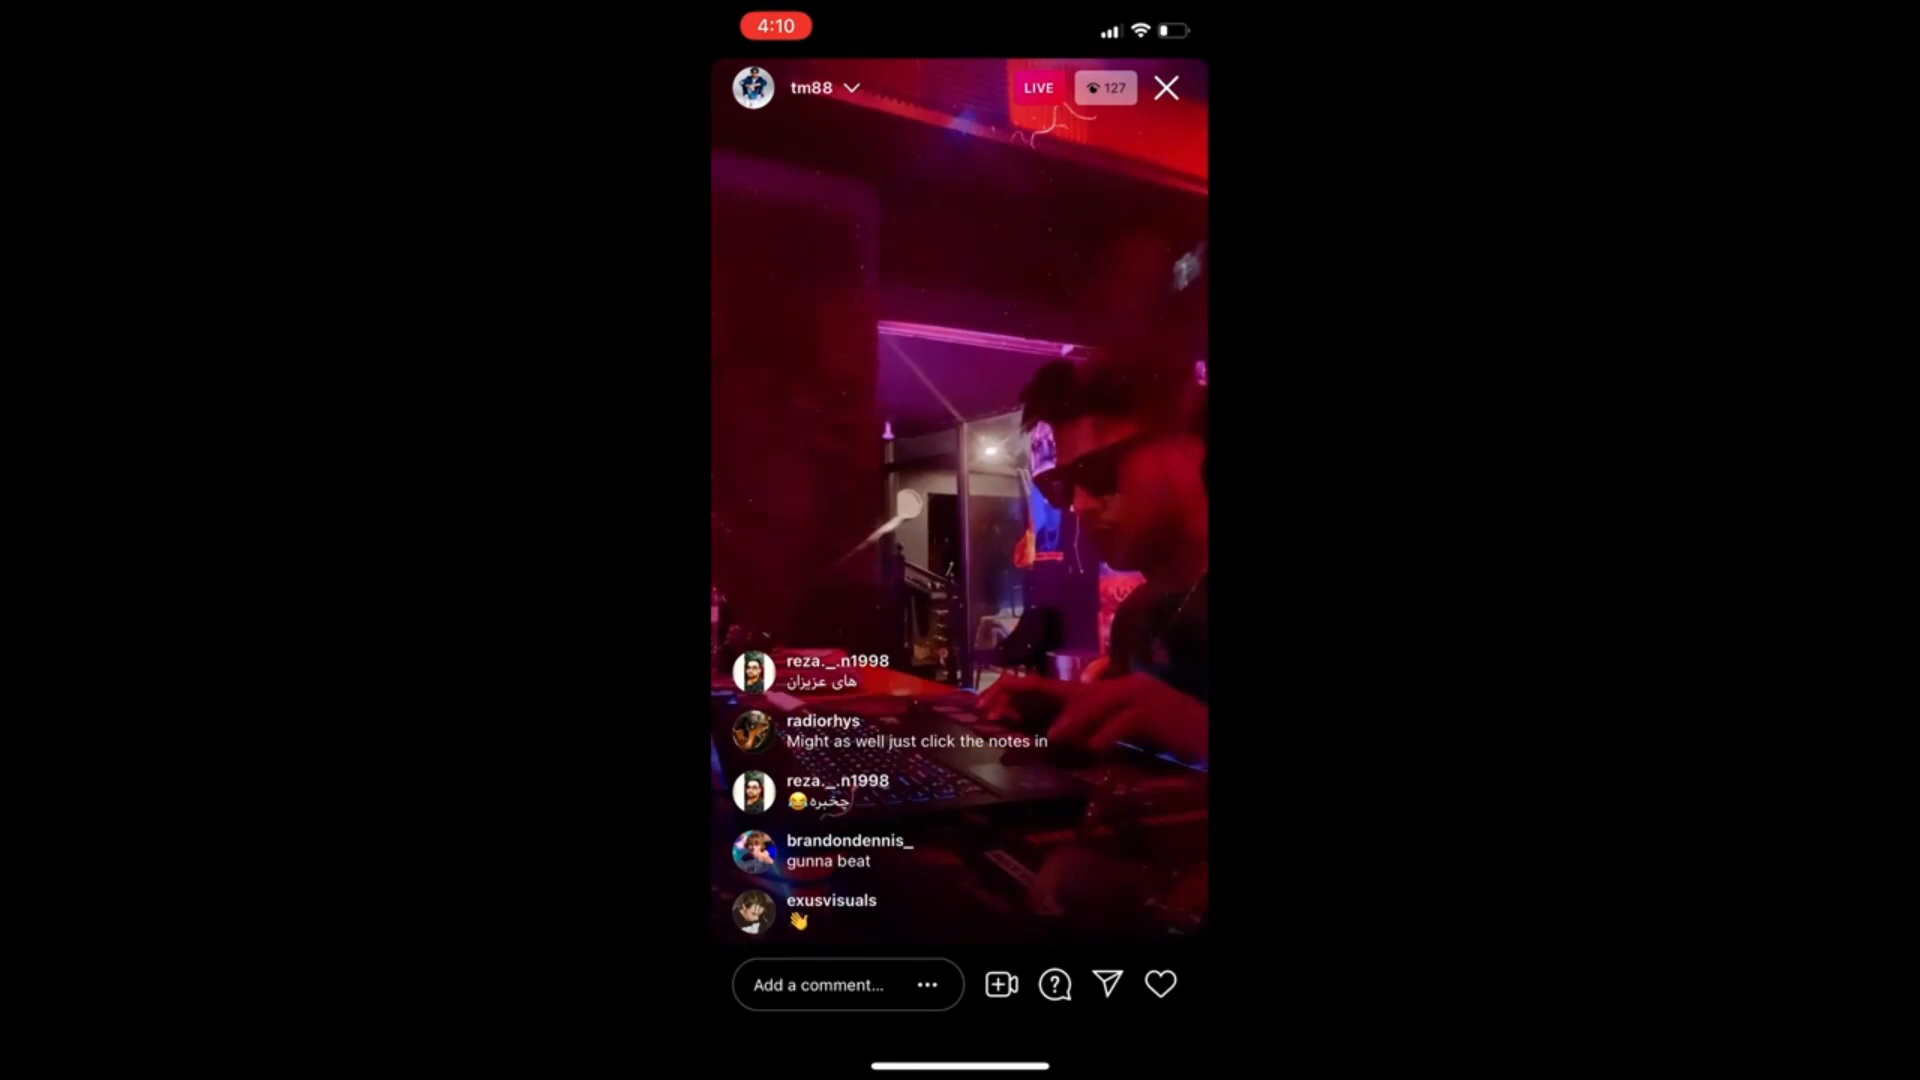 4:10
tm88
LIVE
127
reza._.n1998
های عزیزان
radiorhys
Might as well just click the notes in
reza._.n1998
چخبره😂
brandondennis_
gunna beat
exusvisuals
👋
Add a comment...